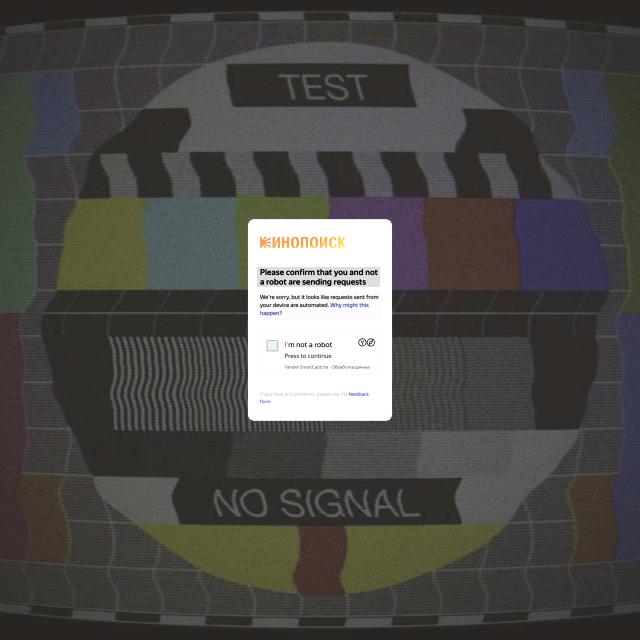 TEST
КИНОПОИСК
Please confirm that you and not
a robot are sending requests
We're sorry, but it looks like requests sent from
your device are automated. Why might this
happen?
I'm not a robot
Press to continue
Yandex SmartCaptcha · Обработка данных
If you have any problems, please use the feedback
form
NO SIGNAL